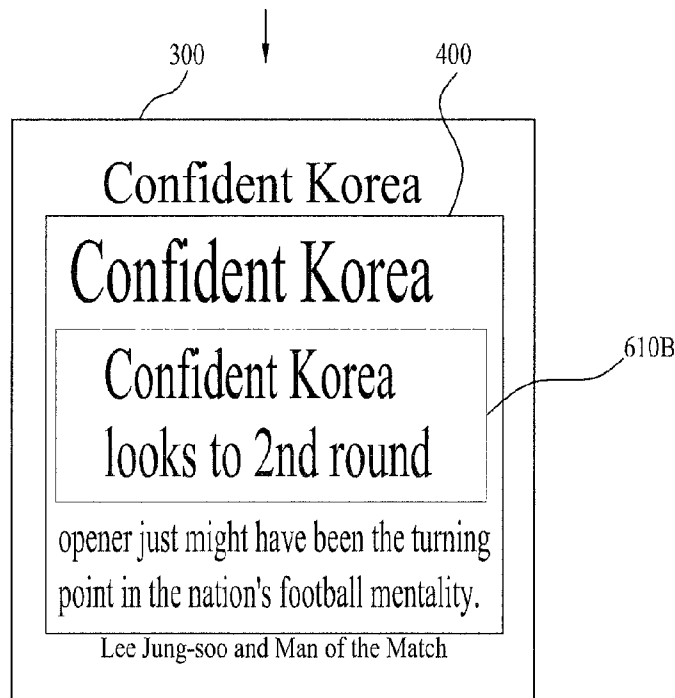 300
400
Confident Korea
Confident Korea
610B
Confident Korea
looks to 2nd round
opener just might have been the turning
point in the nation's football mentality.
Lee Jung-soo and Man of the Match